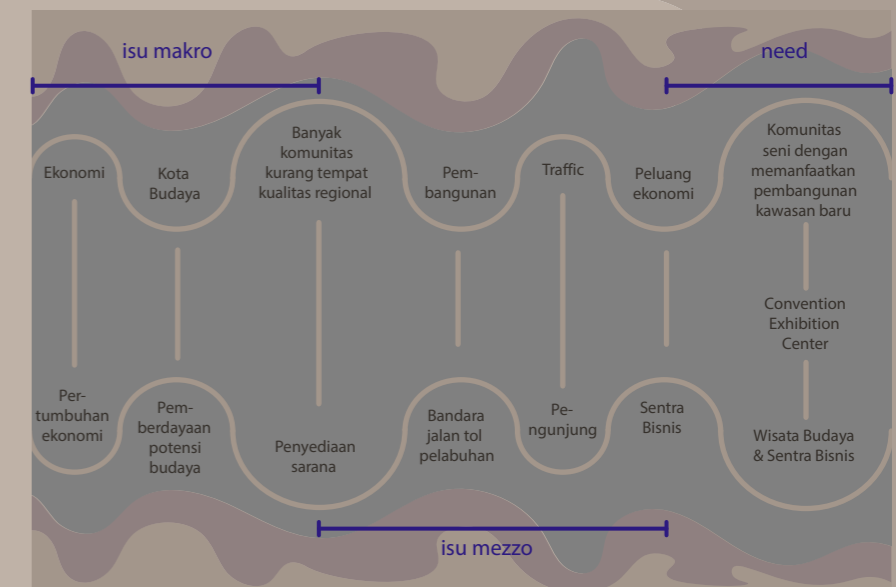 isu makro
need
Ekonomi
Kota
Budaya
Banyak
komunitas
kurang tempat
kualitas regional
Pem-
bangunan
Traffic
Peluang
ekonomi
Komunitas
seni dengan
memanfaatkan
pembangunan
kawasan baru
Convention
Exhibition
Center
Per-
tumbuhan
ekonomi
Pem-
berdayaan
potensi
budaya
Penyediaan
sarana
Bandara
jalan tol
pelabuhan
Pe-
ngunjung
Sentra
Bisnis
Wisata Budaya
& Sentra Bisnis
isu mezzo